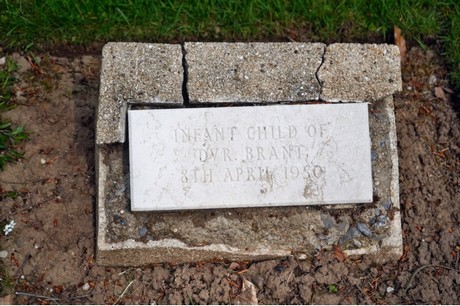 INFANT CHILD OF
DVR. BRANT.
8TH APRIL 1950